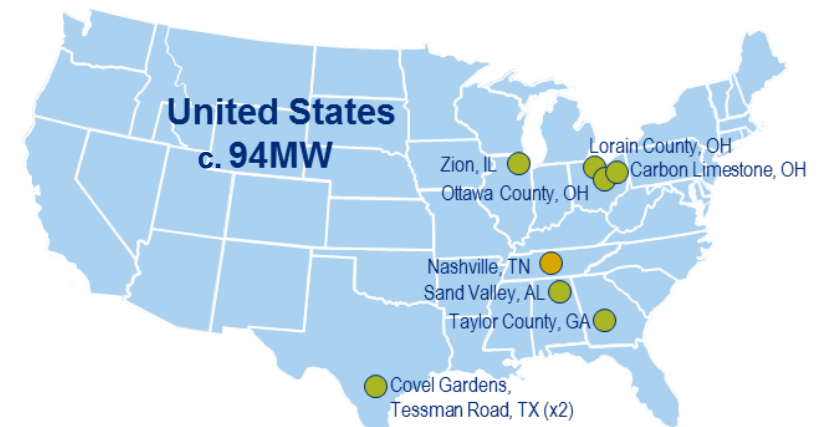 United States
c. 94MW
Lorain County, OH
Zion, IL
Carbon Limestone, OH
Ottawa County, OH
Nashville, TN
Sand Valley, AL
Taylor County, GA
Covel Gardens,
Tessman Road, TX (x2)